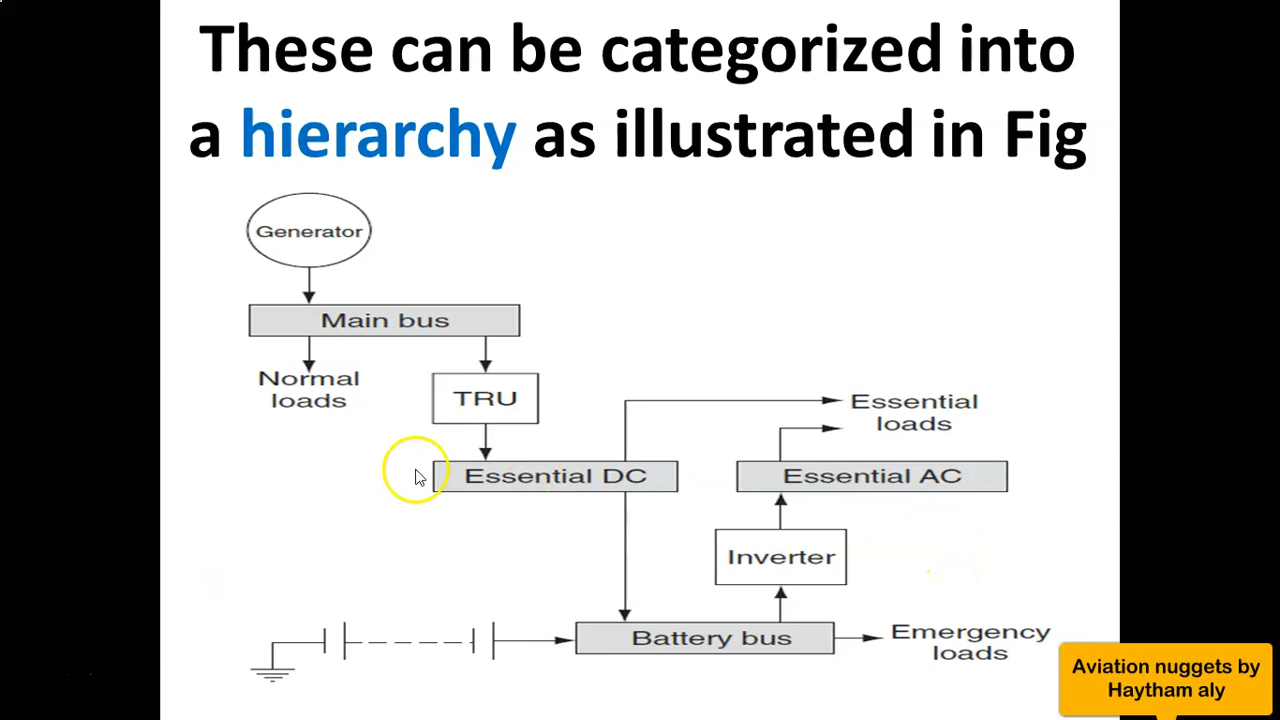 These can be categorized into
a hierarchy as illustrated in Fig
Generator
Main bus
Normal
loads
TRU
Essential
loads
Essential DC
Essential AC
Inverter
Battery bus
Emergency
loads
Aviation nuggets by
Haytham aly